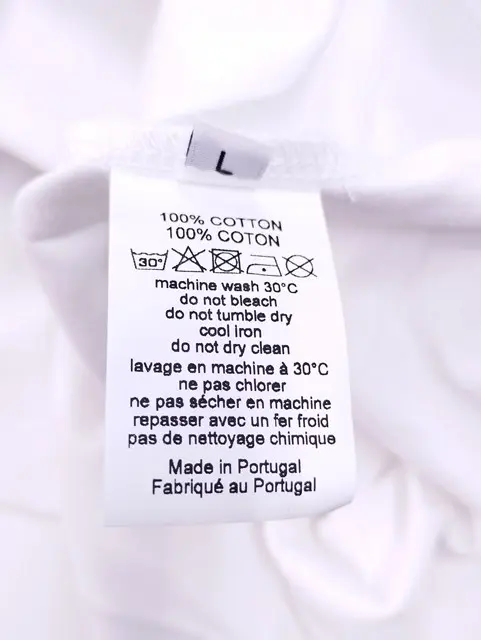 L
100% COTTON
100% COTON
30°
machine wash 30°C
do not bleach
do not tumble dry
cool iron
do not dry clean
lavage en machine à 30°C
ne pas chlorer
ne pas sécher en machine
repasser avec un fer froid
pas de nettoyage chimique
Made in Portugal
Fabriqué au Portugal